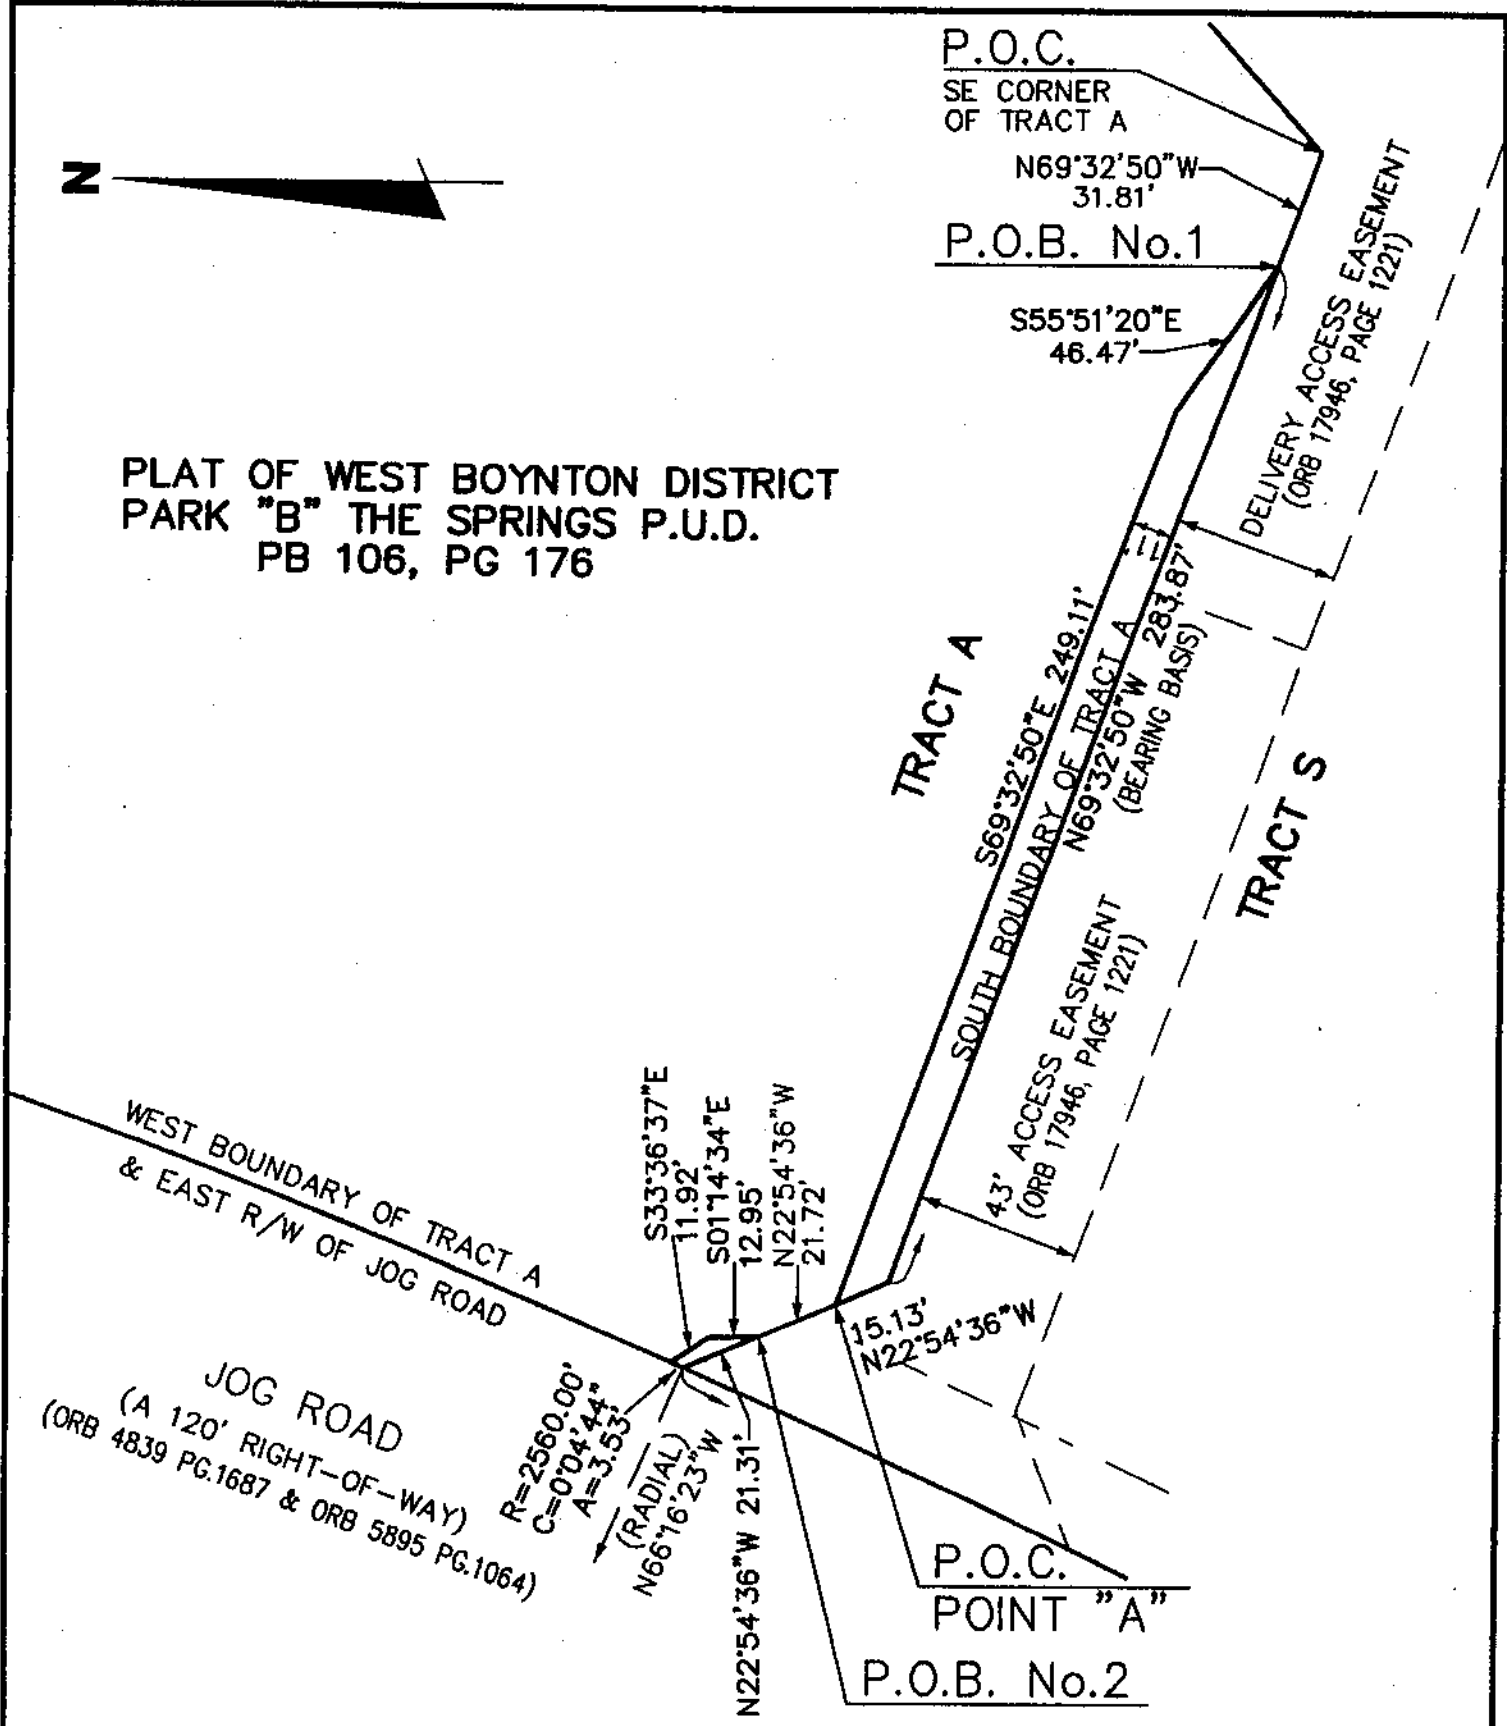 P.O.C.
SE CORNER
OF TRACT A
N69°32'50"W
31.81'
P.O.B. No.1
S55°51'20"E
46.47'
N
DELIVERY ACCESS EASEMENT
(ORB 17946, PAGE 1221)
PLAT OF WEST BOYNTON DISTRICT
PARK "B" THE SPRINGS P.U.D.
PB 106, PG 176
11'
TRACT A
S69°32'50"E 249.11'
SOUTH BOUNDARY OF TRACT A
N69°32'50"W 283.87'
(BEARING BASIS)
TRACT S
43' ACCESS EASEMENT
(ORB 17946, PAGE 1221)
WEST BOUNDARY OF TRACT A
& EAST R/W OF JOG ROAD
S33°36'37"E
11.92'
S01°14'34"E
12.95'
N22°54'36"W
21.72'
15.13'
N22°54'36"W
JOG ROAD
(A 120' RIGHT-OF-WAY)
(ORB 4839 PG.1687 & ORB 5895 PG.1064)
R=2560.00'
C=0°04'44"
A=3.53'
(RADIAL)
N66°16'23"W
N22°54'36"W 21.31'
P.O.C.
POINT "A"
P.O.B. No.2